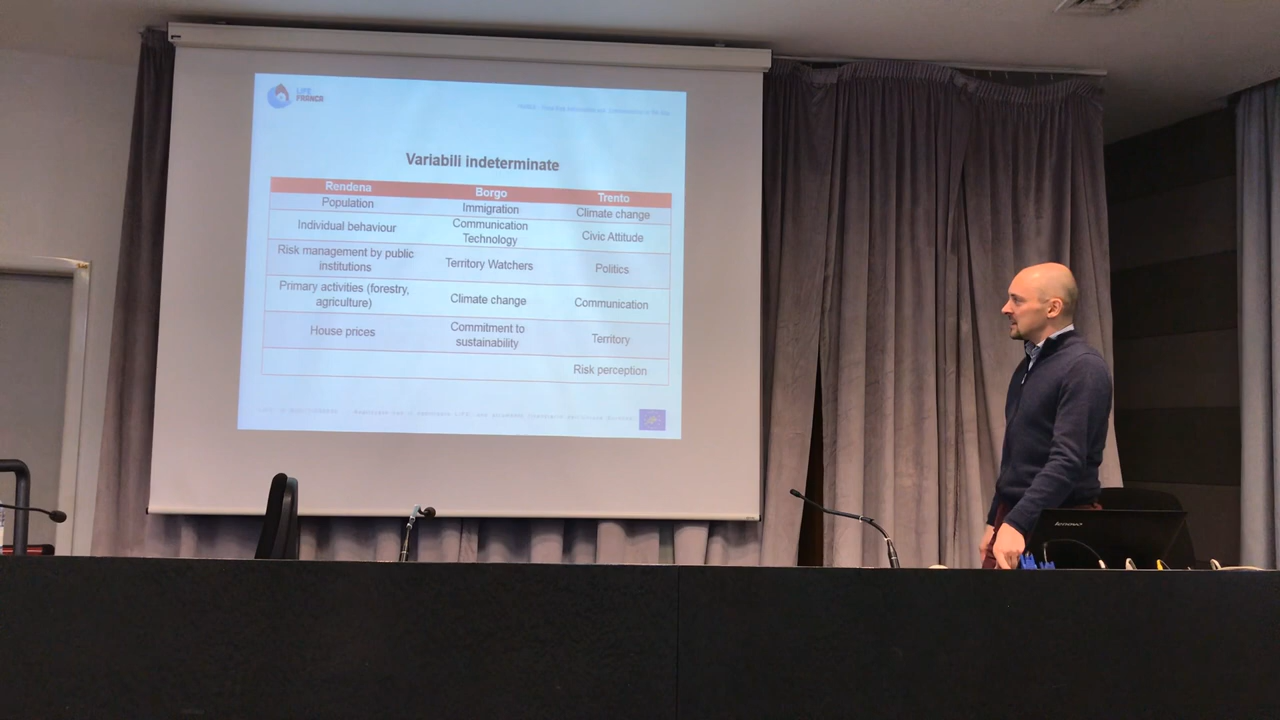 LIFE
FRANCA
Variabili indeterminate
Rendena Borgo Trento
Population Immigration Climate change
Individual behaviour Communication Technology Civic Attitude
Risk management by public institutions Territory Watchers Politics
Primary activities (forestry, agriculture) Climate change Communication
House prices Commitment to sustainability Territory
Risk perception
lenovo